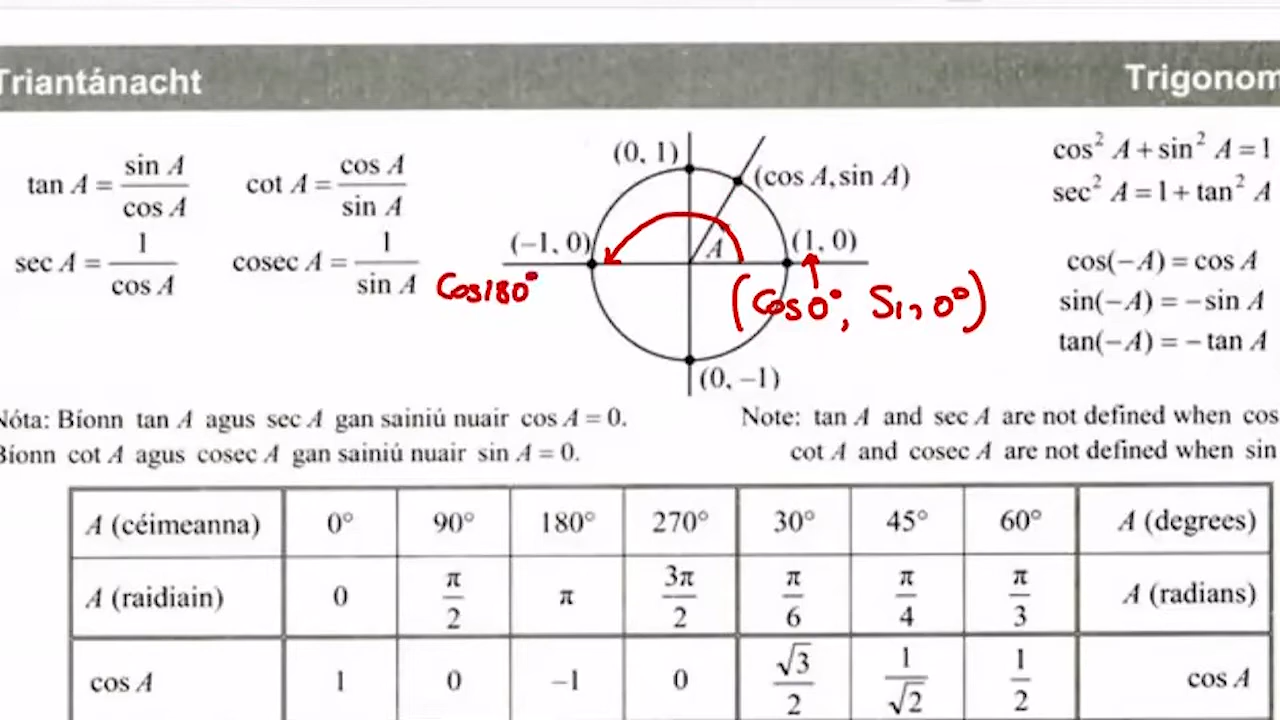 Triantánacht Trigonom
tan A = sin A / cos A cot A = cos A / sin A
sec A = 1 / cos A cosec A = 1 / sin A
(0, 1)
(cos A, sin A)
(−1, 0)
A
(1, 0)
Cos180°
(Cos0°, Sin0°)
(0, −1)
cos² A + sin² A = 1
sec² A = 1 + tan² A
cos(−A) = cos A
sin(−A) = − sin A
tan(−A) = − tan A
Nóta: Bíonn tan A agus sec A gan sainiú nuair cos A = 0.
Bíonn cot A agus cosec A gan sainiú nuair sin A = 0.
Note: tan A and sec A are not defined when cos
cot A and cosec A are not defined when sin
A (céimeanna) 0° 90° 180° 270° 30° 45° 60° A (degrees)
A (raidiain) 0 π/2 π 3π/2 π/6 π/4 π/3 A (radians)
cos A 1 0 −1 0 √3/2 1/√2 1/2 cos A